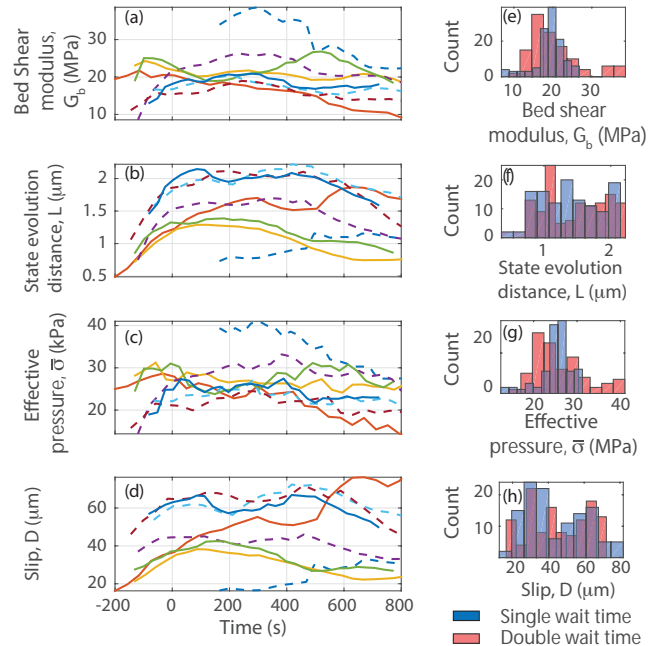 (a)
30
20
10
Bed Shear
modulus,
G_b (MPa)
(b)
2
1.5
1
0.5
State evolution
distance, L (μm)
(c)
40
30
20
Effective
pressure, σ̅ (kPa)
(d)
60
40
20
Slip, D (μm)
-200 0 200 400 600 800
Time (s)
(e)
20
0
Count
10 20 30
Bed shear
modulus, G_b (MPa)
(f)
20
10
0
Count
1 2
State evolution
distance, L (μm)
(g)
20
0
Count
20 30 40
Effective
pressure, σ̅ (MPa)
(h)
20
10
Count
20 40 60 80
Slip, D (μm)
Single wait time
Double wait time